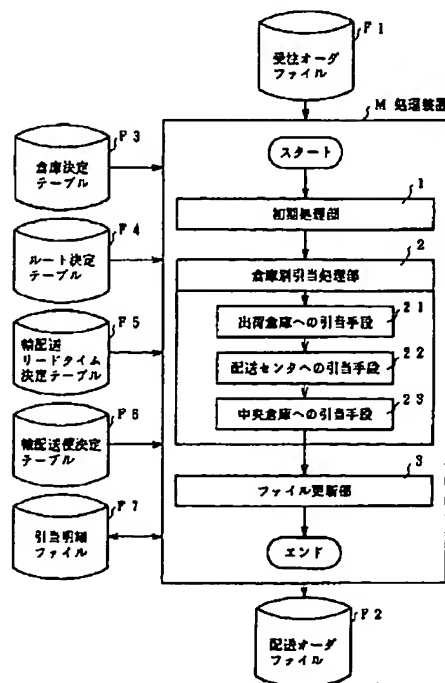 F1
受注オーダ
ファイル
M 処理装置
F3
倉庫決定
テーブル
スタート
1
初期処理部
F4
ルート決定
テーブル
2
倉庫別引当処理部
21
出荷倉庫への引当手段
F5
輸配送
リードタイム
決定テーブル
22
配送センタへの引当手段
23
中央倉庫への引当手段
F6
輸配送便決定
テーブル
3
ファイル更新部
F7
引当明細
ファイル
エンド
F2
配送オーダ
ファイル